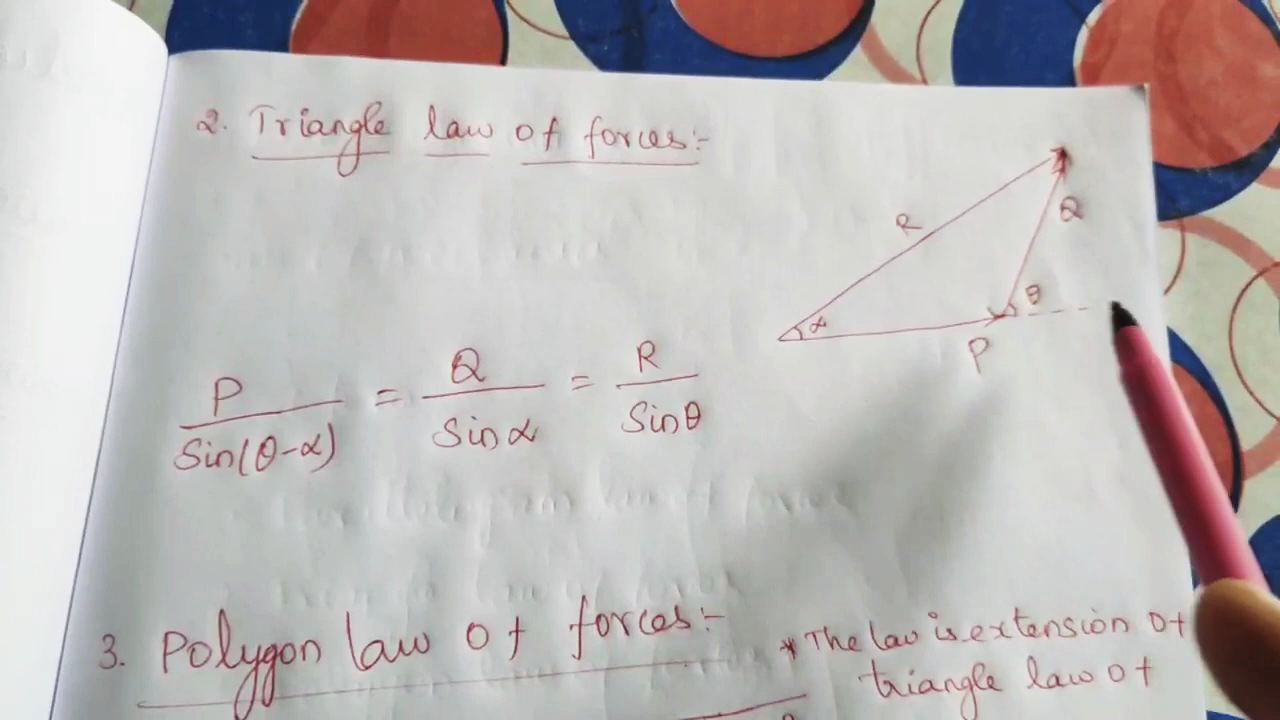 2. Triangle law of forces:-
R
Q
α
θ
P
P/Sin(θ-α) = Q/Sinα = R/Sinθ
3. Polygon law of forces:-
* The law is extension of
triangle law of